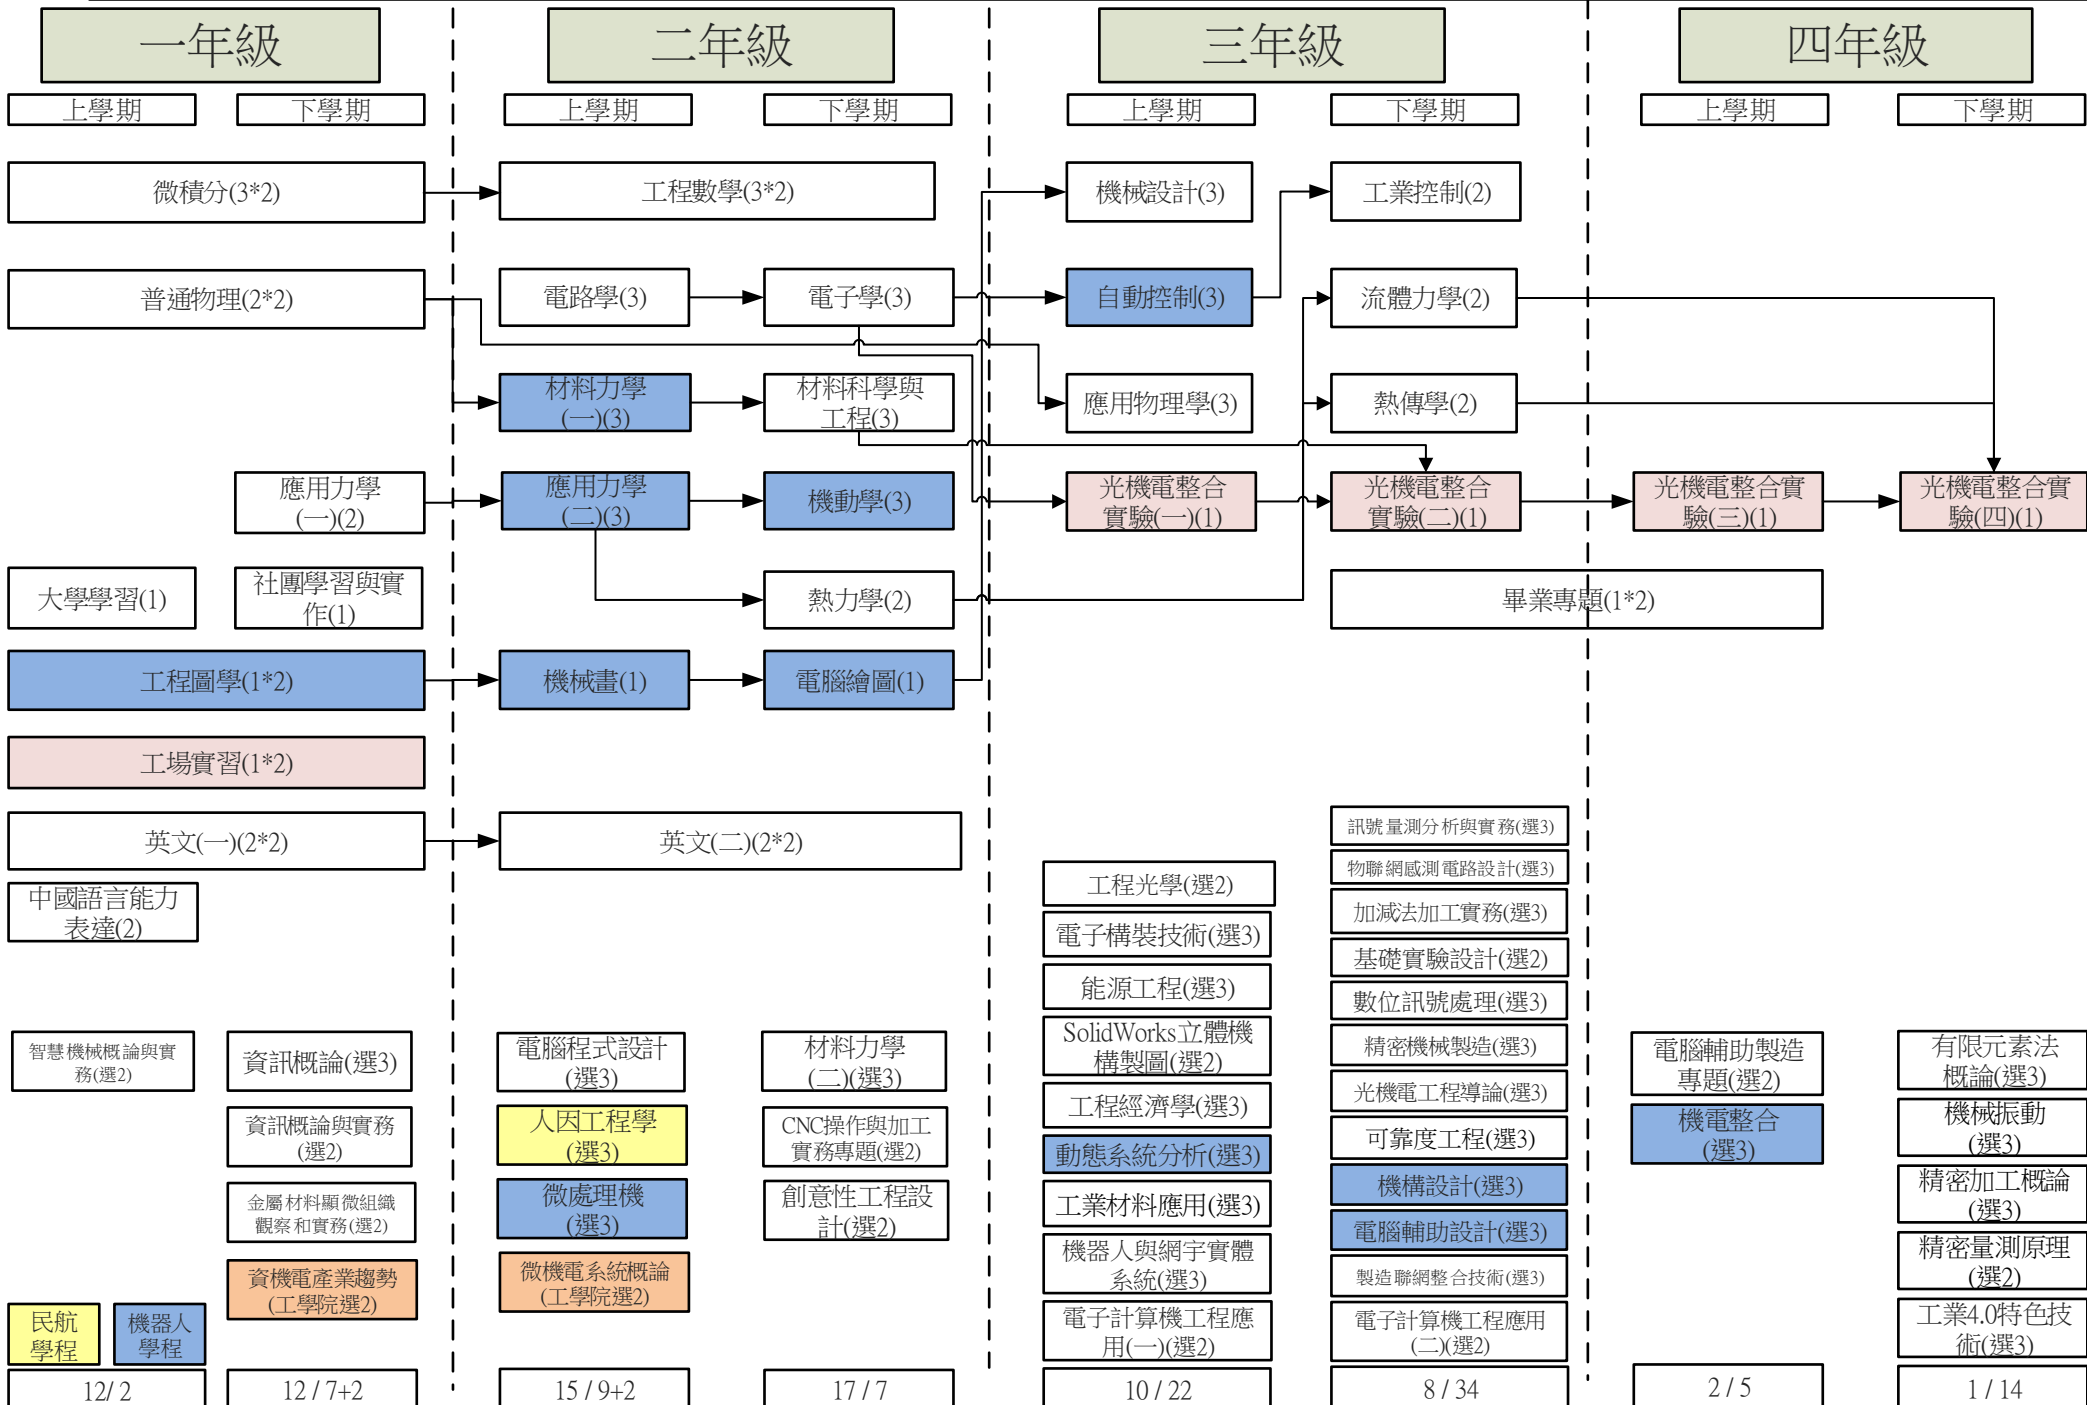 一年級
二年級
三年級
四年級
上學期
下學期
上學期
下學期
上學期
下學期
上學期
下學期
微積分(3*2)
工程數學(3*2)
機械設計(3)
工業控制(2)
普通物理(2*2)
電路學(3)
電子學(3)
自動控制(3)
流體力學(2)
材料力學
(一)(3)
材料科學與
工程(3)
應用物理學(3)
熱傳學(2)
應用力學
(一)(2)
應用力學
(二)(3)
機動學(3)
光機電整合
實驗(一)(1)
光機電整合
實驗(二)(1)
光機電整合實
驗(三)(1)
光機電整合實
驗(四)(1)
大學學習(1)
社團學習與實
作(1)
熱力學(2)
畢業專題(1*2)
工程圖學(1*2)
機械畫(1)
電腦繪圖(1)
工場實習(1*2)
英文(一)(2*2)
英文(二)(2*2)
中國語言能力
表達(2)
智慧機械概論與實
務(選2)
民航
學程
機器人
學程
12/ 2
資訊概論(選3)
資訊概論與實務
(選2)
金屬材料顯微組織
觀察和實務(選2)
資機電產業趨勢
(工學院選2)
12 / 7+2
電腦程式設計
(選3)
人因工程學
(選3)
微處理機
(選3)
微機電系統概論
(工學院選2)
15 / 9+2
材料力學
(二)(選3)
CNC操作與加工
實務專題(選2)
創意性工程設
計(選2)
17 / 7
工程光學(選2)
電子構裝技術(選3)
能源工程(選3)
SolidWorks立體機
構製圖(選2)
工程經濟學(選3)
動態系統分析(選3)
工業材料應用(選3)
機器人與網宇實體
系統(選3)
電子計算機工程應
用(一)(選2)
10 / 22
訊號量測分析與實務(選3)
物聯網感測電路設計(選3)
加減法加工實務(選3)
基礎實驗設計(選2)
數位訊號處理(選3)
精密機械製造(選3)
光機電工程導論(選3)
可靠度工程(選3)
機構設計(選3)
電腦輔助設計(選3)
製造聯網整合技術(選3)
電子計算機工程應用
(二)(選2)
8 / 34
電腦輔助製造
專題(選2)
機電整合
(選3)
2 / 5
有限元素法
概論(選3)
機械振動
(選3)
精密加工概論
(選3)
精密量測原理
(選2)
工業4.0特色技
術(選3)
1 / 14